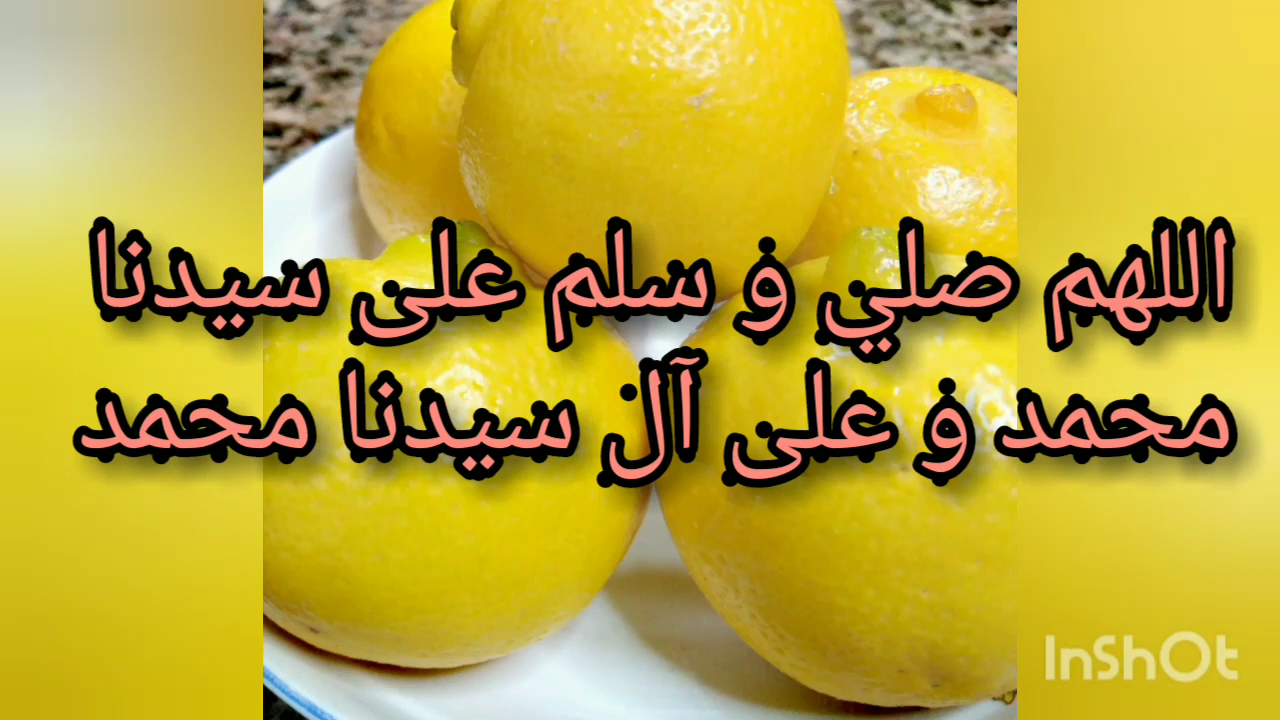 اللهم صلي و سلم على سيدنا
محمد و على آل سيدنا محمد
InShOt